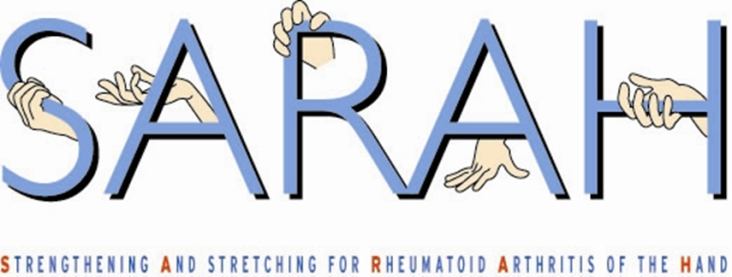 SARAH
STRENGTHENING AND STRETCHING FOR RHEUMATOID ARTHRITIS OF THE HAND